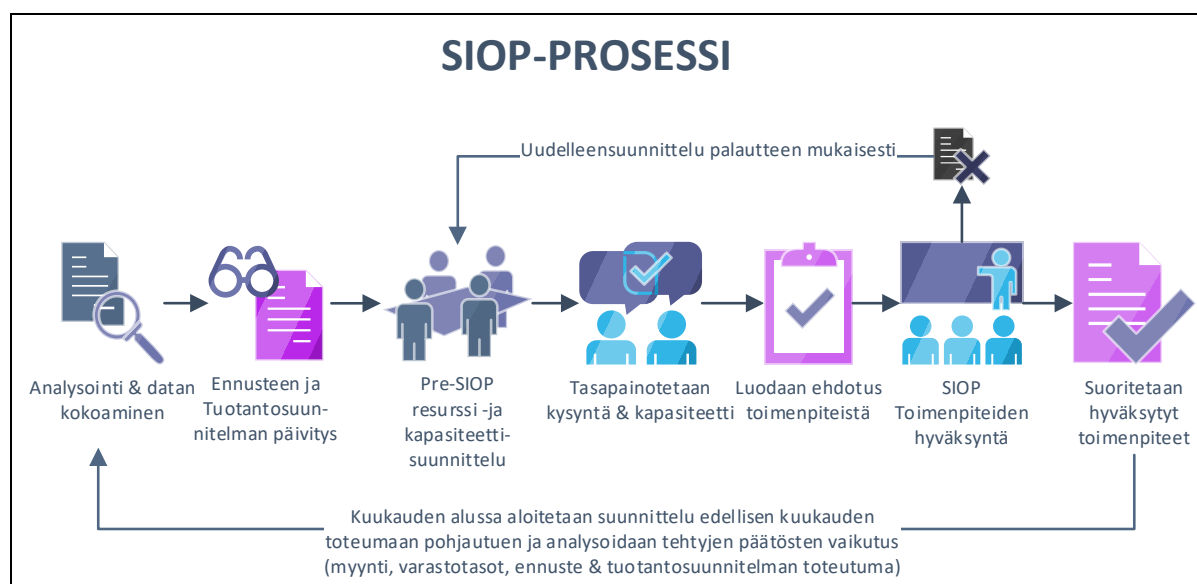 SIOP-PROSESSI
Uudelleensuunnittelu palautteen mukaisesti
Analysointi & datan
kokoaminen
Ennusteen ja
Tuotantosuun-
nitelman päivitys
Pre-SIOP
resurssi -ja
kapasiteetti-
suunnittelu
Tasapainotetaan
kysyntä & kapasiteetti
Luodaan ehdotus
toimenpiteistä
SIOP
Toimenpiteiden
hyväksyntä
Suoritetaan
hyväksytyt
toimenpiteet
Kuukauden alussa aloitetaan suunnittelu edellisen kuukauden
toteumaan pohjautuen ja analysoidaan tehtyjen päätösten vaikutus
(myynti, varastotasot, ennuste & tuotantosuunnitelman toteutuma)